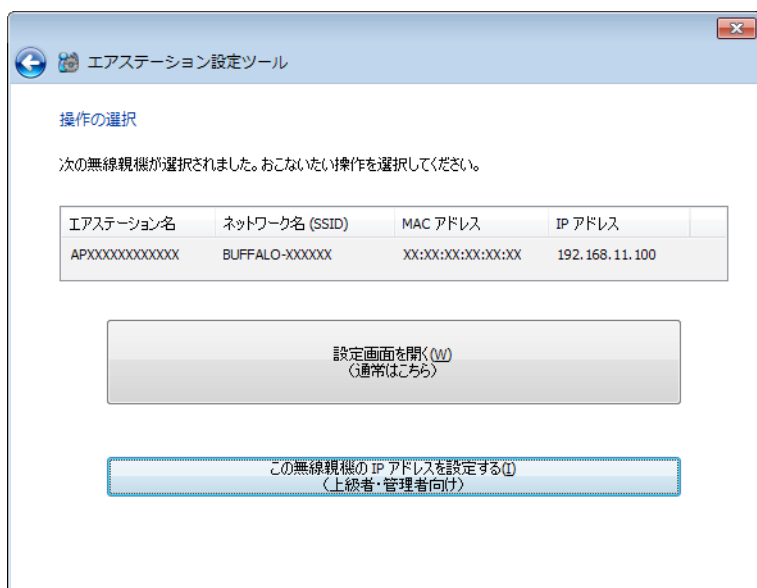 エアステーション設定ツール
操作の選択
次の無線親機が選択されました。おこないたい操作を選択してください。
エアステーション名 ネットワーク名 (SSID) MAC アドレス IP アドレス
APXXXXXXXXXXXX BUFFALO-XXXXXX XX:XX:XX:XX:XX:XX 192.168.11.100
設定画面を開く(W)
(通常はこちら)
この無線親機の IP アドレスを設定する(I)
(上級者・管理者向け)